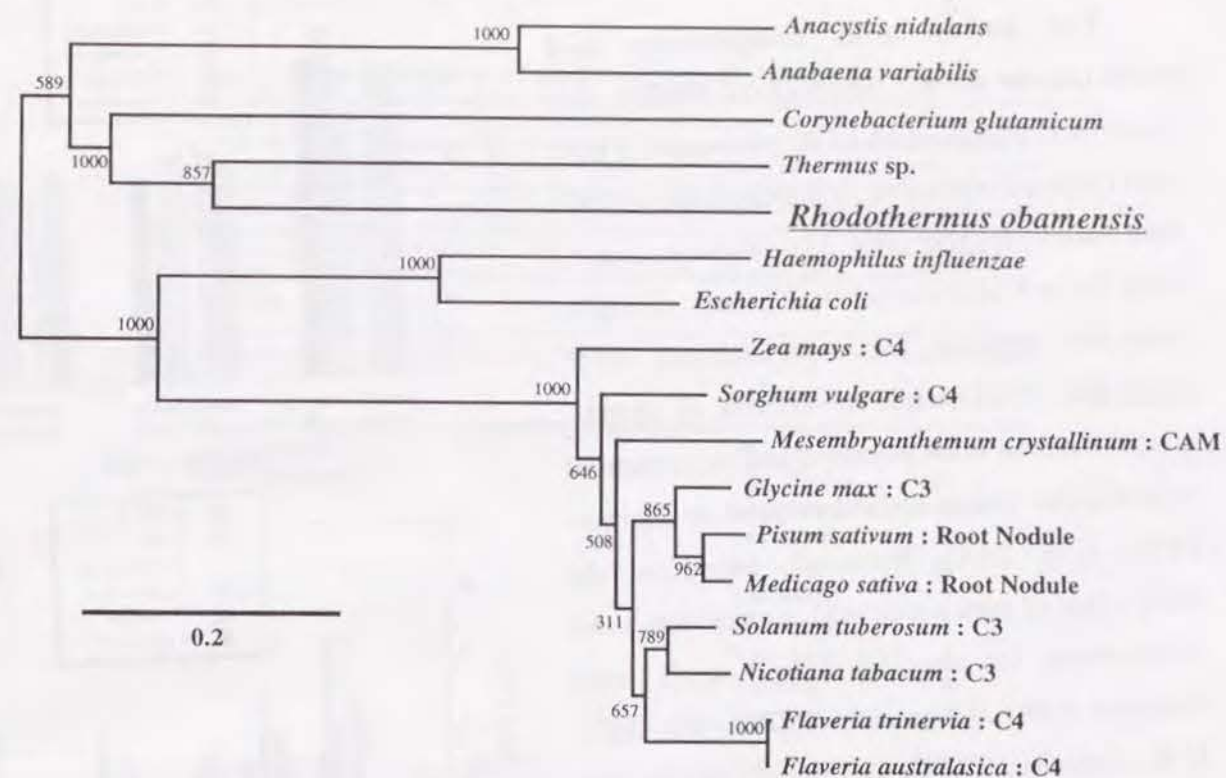 1000 Anacystis nidulans
Anabaena variabilis
589
Corynebacterium glutamicum
1000
Thermus sp.
857
Rhodothermus obamensis
Haemophilus influenzae
1000
Escherichia coli
1000
Zea mays : C4
1000
Sorghum vulgare : C4
Mesembryanthemum crystallinum : CAM
646
Glycine max : C3
865
Pisum sativum : Root Nodule
508
962
Medicago sativa : Root Nodule
0.2
311
Solanum tuberosum : C3
789
Nicotiana tabacum : C3
657
Flaveria trinervia : C4
1000
Flaveria australasica : C4